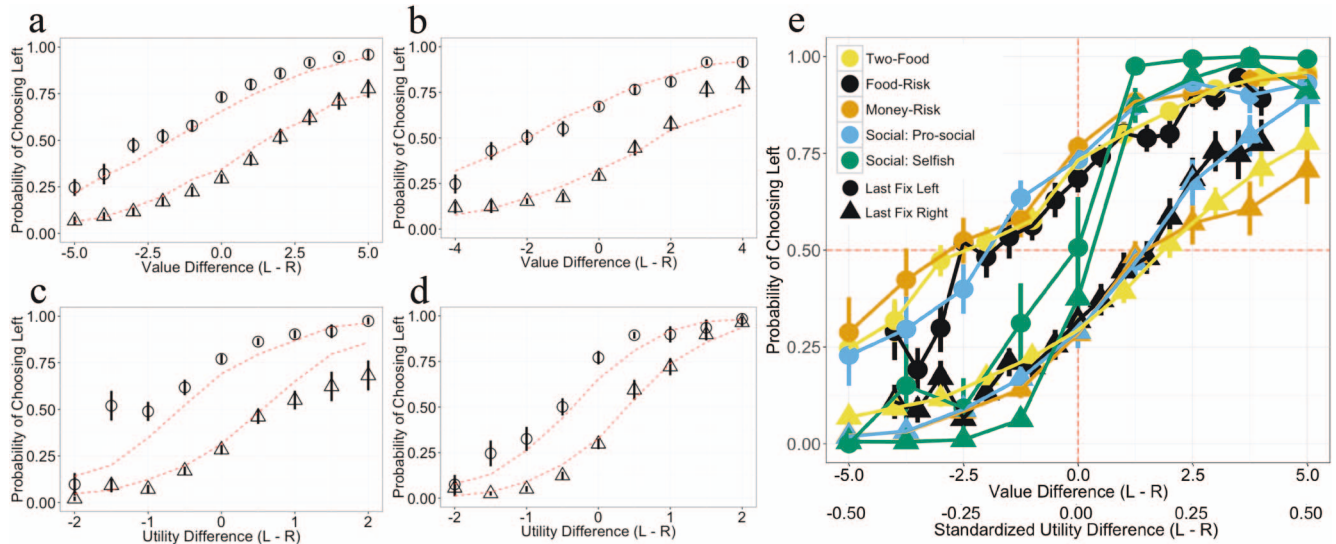 a
Probability of Choosing Left
1.00
0.75
0.50
0.25
0.00
-5.0
-2.5
0.0
2.5
5.0
Value Difference (L - R)
b
Probability of Choosing Left
1.00
0.75
0.50
0.25
0.00
-4
-2
0
2
4
Value Difference (L - R)
c
Probability of Choosing Left
1.00
0.75
0.50
0.25
0.00
-2
-1
0
1
2
Utility Difference (L - R)
d
Probability of Choosing Left
1.00
0.75
0.50
0.25
0.00
-2
-1
0
1
2
Utility Difference (L - R)
e
Probability of Choosing Left
1.00
0.75
0.50
0.25
0.00
Two-Food
Food-Risk
Money-Risk
Social: Pro-social
Social: Selfish
Last Fix Left
Last Fix Right
-5.0
-2.5
0.0
2.5
5.0
Value Difference (L - R)
-0.50
-0.25
0.00
0.25
0.50
Standardized Utility Difference (L - R)